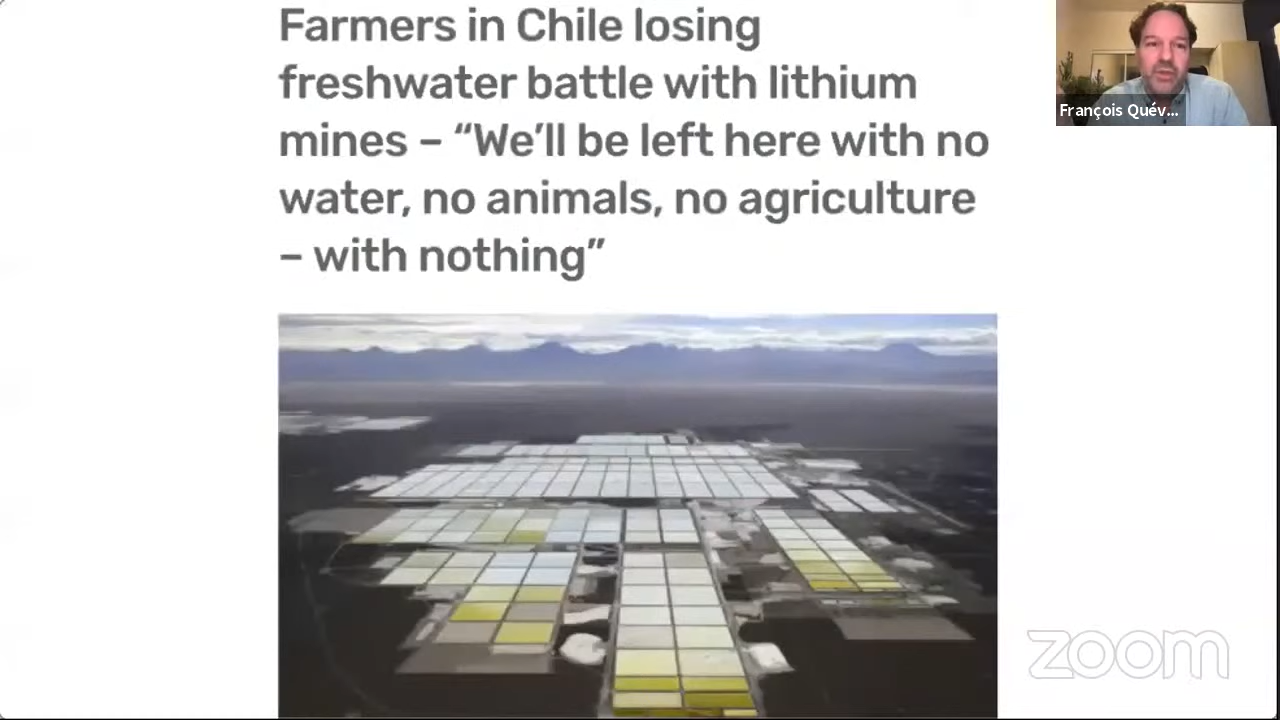 Farmers in Chile losing
freshwater battle with lithium
mines – “We’ll be left here with no
water, no animals, no agriculture
– with nothing”
François Quév...
zoom